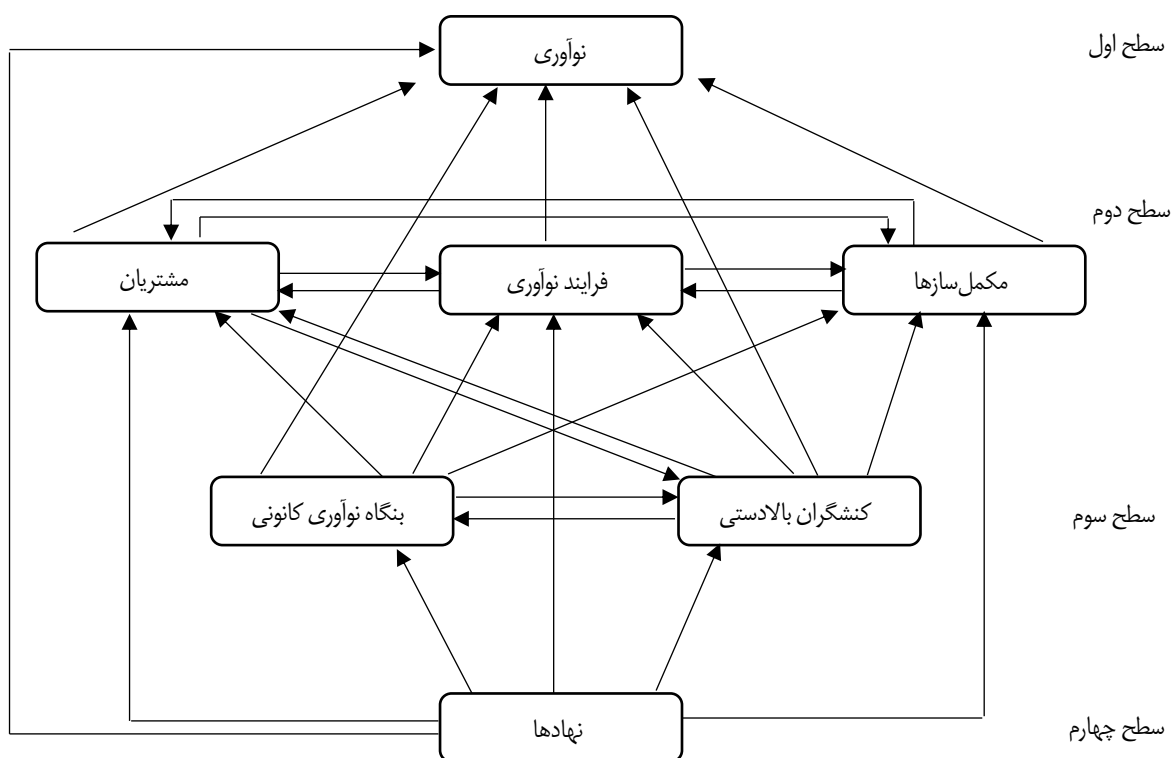 سطح اول
نوآوری
سطح دوم
مکمل‌سازها
فرایند نوآوری
مشتریان
سطح سوم
کنشگران بالادستی
بنگاه نوآوری کانونی
سطح چهارم
نهادها